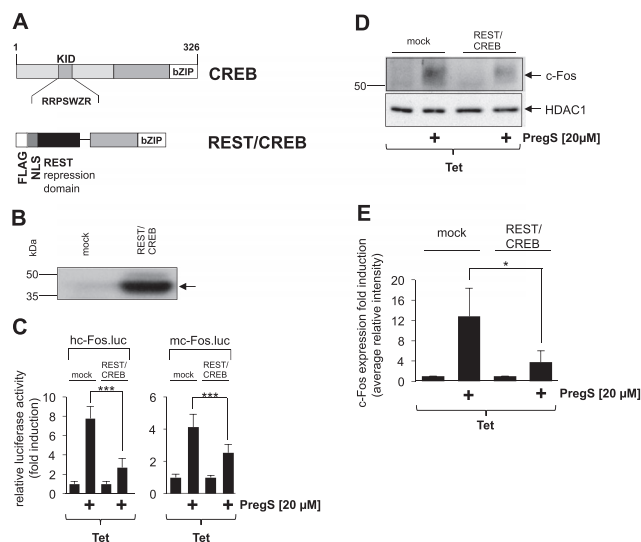 A
1 326
KID
bZIP
CREB
RRPSWZR
bZIP
REST/CREB
FLAG
NLS
REST
repression
domain
B
kDa
mock
REST/
CREB
50
35
C
hc-Fos.luc
mc-Fos.luc
mock
REST/
CREB
mock
REST/
CREB
relative luciferase activity
(fold induction)
10
8
6
4
2
0
***
6
4
2
0
***
+ + + + PregS [20 µM]
Tet
Tet
D
mock
REST/
CREB
c-Fos
50
HDAC1
+ + PregS [20µM]
Tet
E
mock
REST/
CREB
c-Fos expression fold induction
(average relative intensity)
20
16
12
8
4
0
*
+ + PregS [20 µM]
Tet